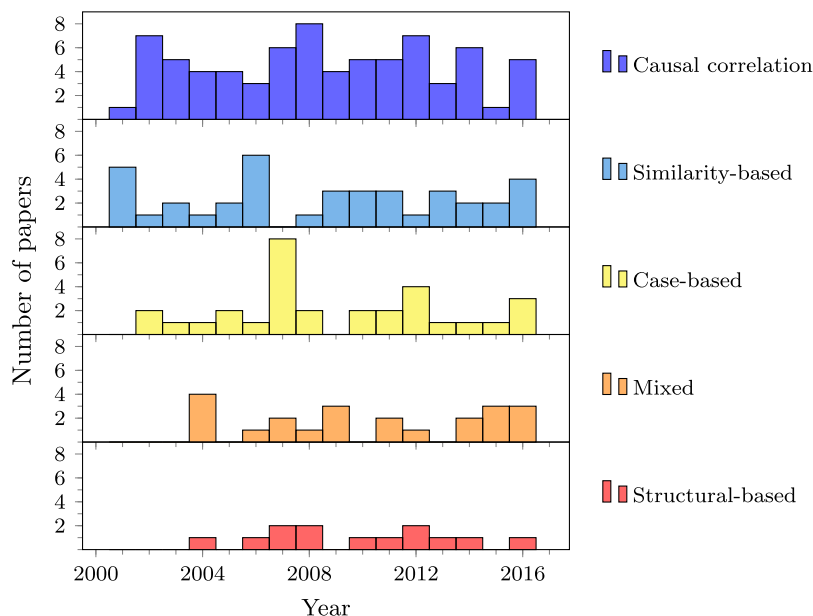 8
6
4
2
Causal correlation
8
6
4
2
Similarity-based
8
6
4
2
Case-based
8
6
4
2
Mixed
8
6
4
2
Structural-based
Number of papers
2000 2004 2008 2012 2016
Year